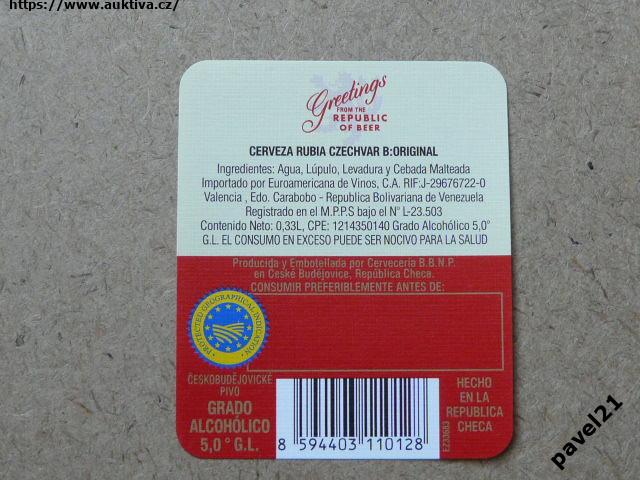 https://www.auktiva.cz/
Greetings
FROM THE
REPUBLIC
OF BEER
CERVEZA RUBIA CZECHVAR B:ORIGINAL
Ingredientes: Agua, Lúpulo, Levadura y Cebada Malteada
Importado por Euroamericana de Vinos, C.A. RIF:J-29676722-0
Valencia , Edo. Carabobo - Republica Bolivariana de Venezuela
Registrado en el M.P.P.S bajo el N° L-23.503
Contenido Neto: 0,33L, CPE: 1214350140 Grado Alcohólico 5,0°
G.L. EL CONSUMO EN EXCESO PUEDE SER NOCIVO PARA LA SALUD
Producida y Embotellada por Cervecería B.B.N.P.
en České Budějovice, República Checa.
CONSUMIR PREFERIBLEMENTE ANTES DE:
PROTECTED GEOGRAPHICAL INDICATION
ČESKOBUDĚJOVICKÉ
PIVO
GRADO
ALCOHÓLICO
5,0° G.L.
8 594403 110128
EZ33683
HECHO
EN LA
REPUBLICA
CHECA
pavel21